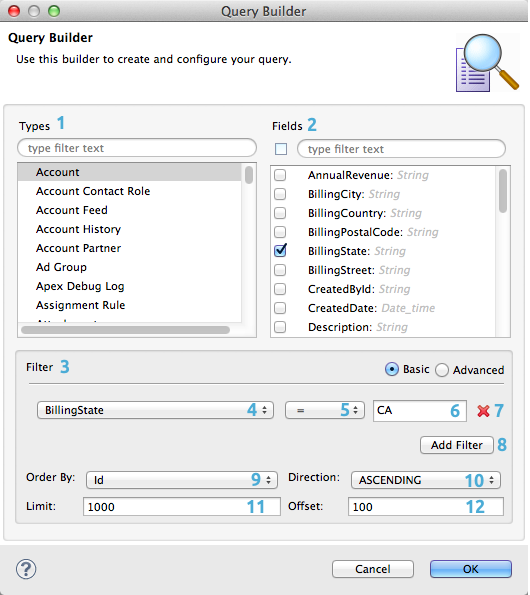 Query Builder
Query Builder
Use this builder to create and configure your query.
Types 1
Fields 2
type filter text
type filter text
Account
Account Contact Role
Account Feed
Account History
Account Partner
Ad Group
Apex Debug Log
Assignment Rule
AnnualRevenue: String
BillingCity: String
BillingCountry: String
BillingPostalCode: String
BillingState: String
BillingStreet: String
CreatedById: String
CreatedDate: Date_time
Description: String
Filter 3
Basic Advanced
BillingState 4 = 5 CA 6 7
Add Filter 8
Order By: Id 9 Direction: ASCENDING 10
Limit: 1000 11 Offset: 100 12
? Cancel OK